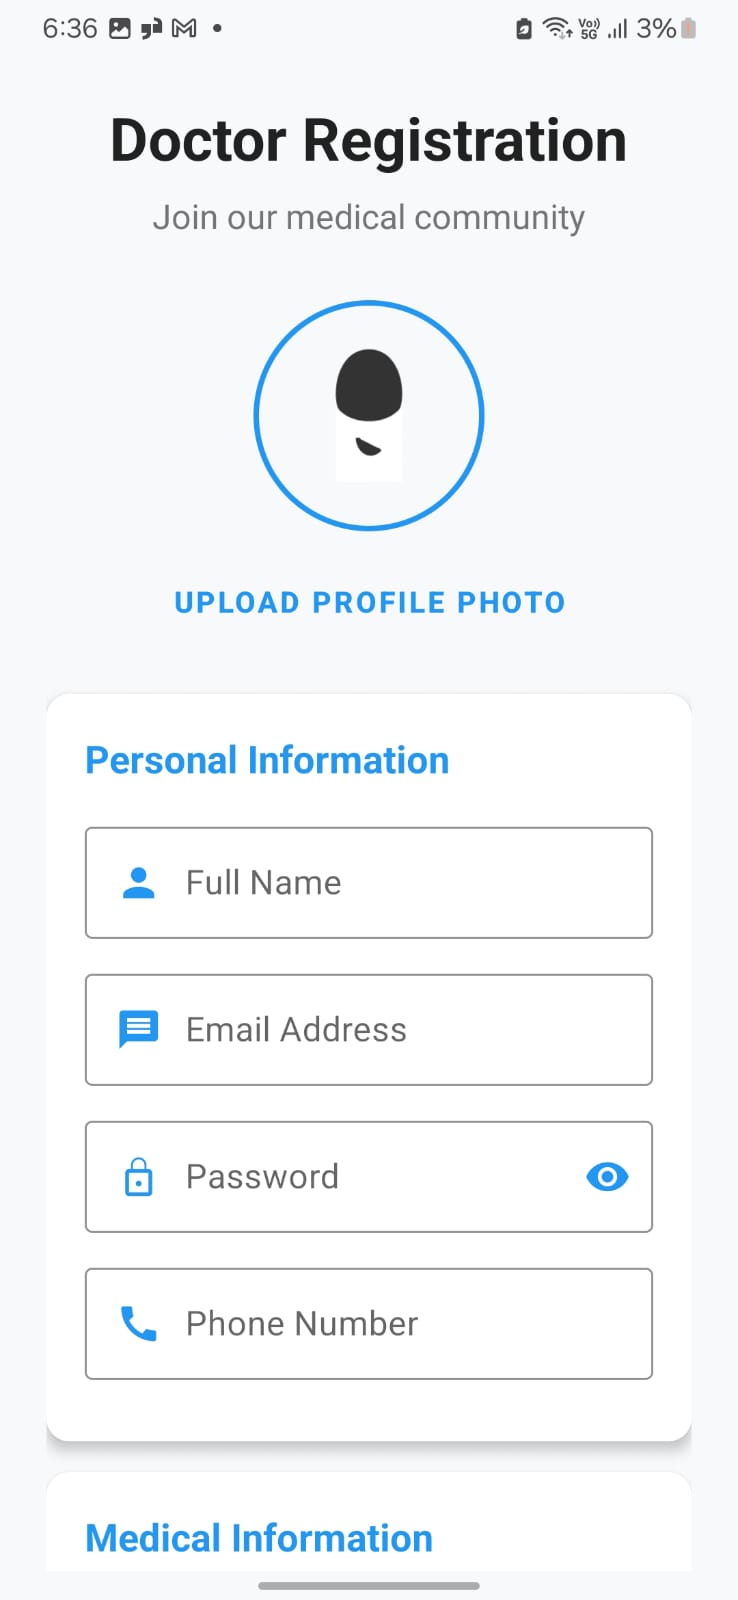 6:36 Vo)) 5G 3%
Doctor Registration
Join our medical community
UPLOAD PROFILE PHOTO
Personal Information
Full Name
Email Address
Password
Phone Number
Medical Information